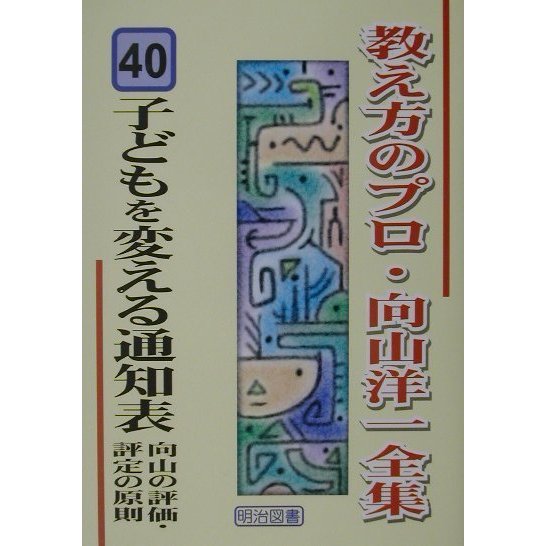 教え方のプロ・向山洋一全集
40
子どもを変える通知表
向山の評価・
評定の原則
明治図書